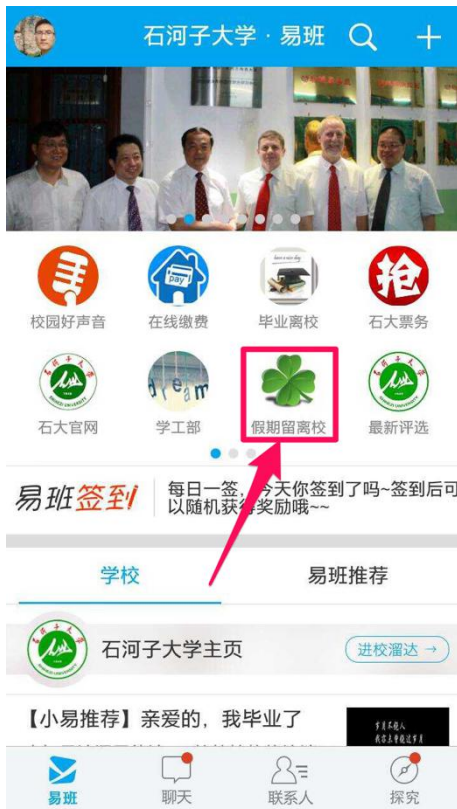 石河子大学·易班
校园好声音
pay
在线缴费
毕业离校
抢
石大票务
石大官网
dream
学工部
假期留离校
最新评选
易班签到
每日一签，今天你签到了吗~签到后可
以随机获得奖励哦~~
学校
易班推荐
石河子大学主页
进校溜达 →
【小易推荐】亲爱的，我毕业了
易班
聊天
联系人
探究